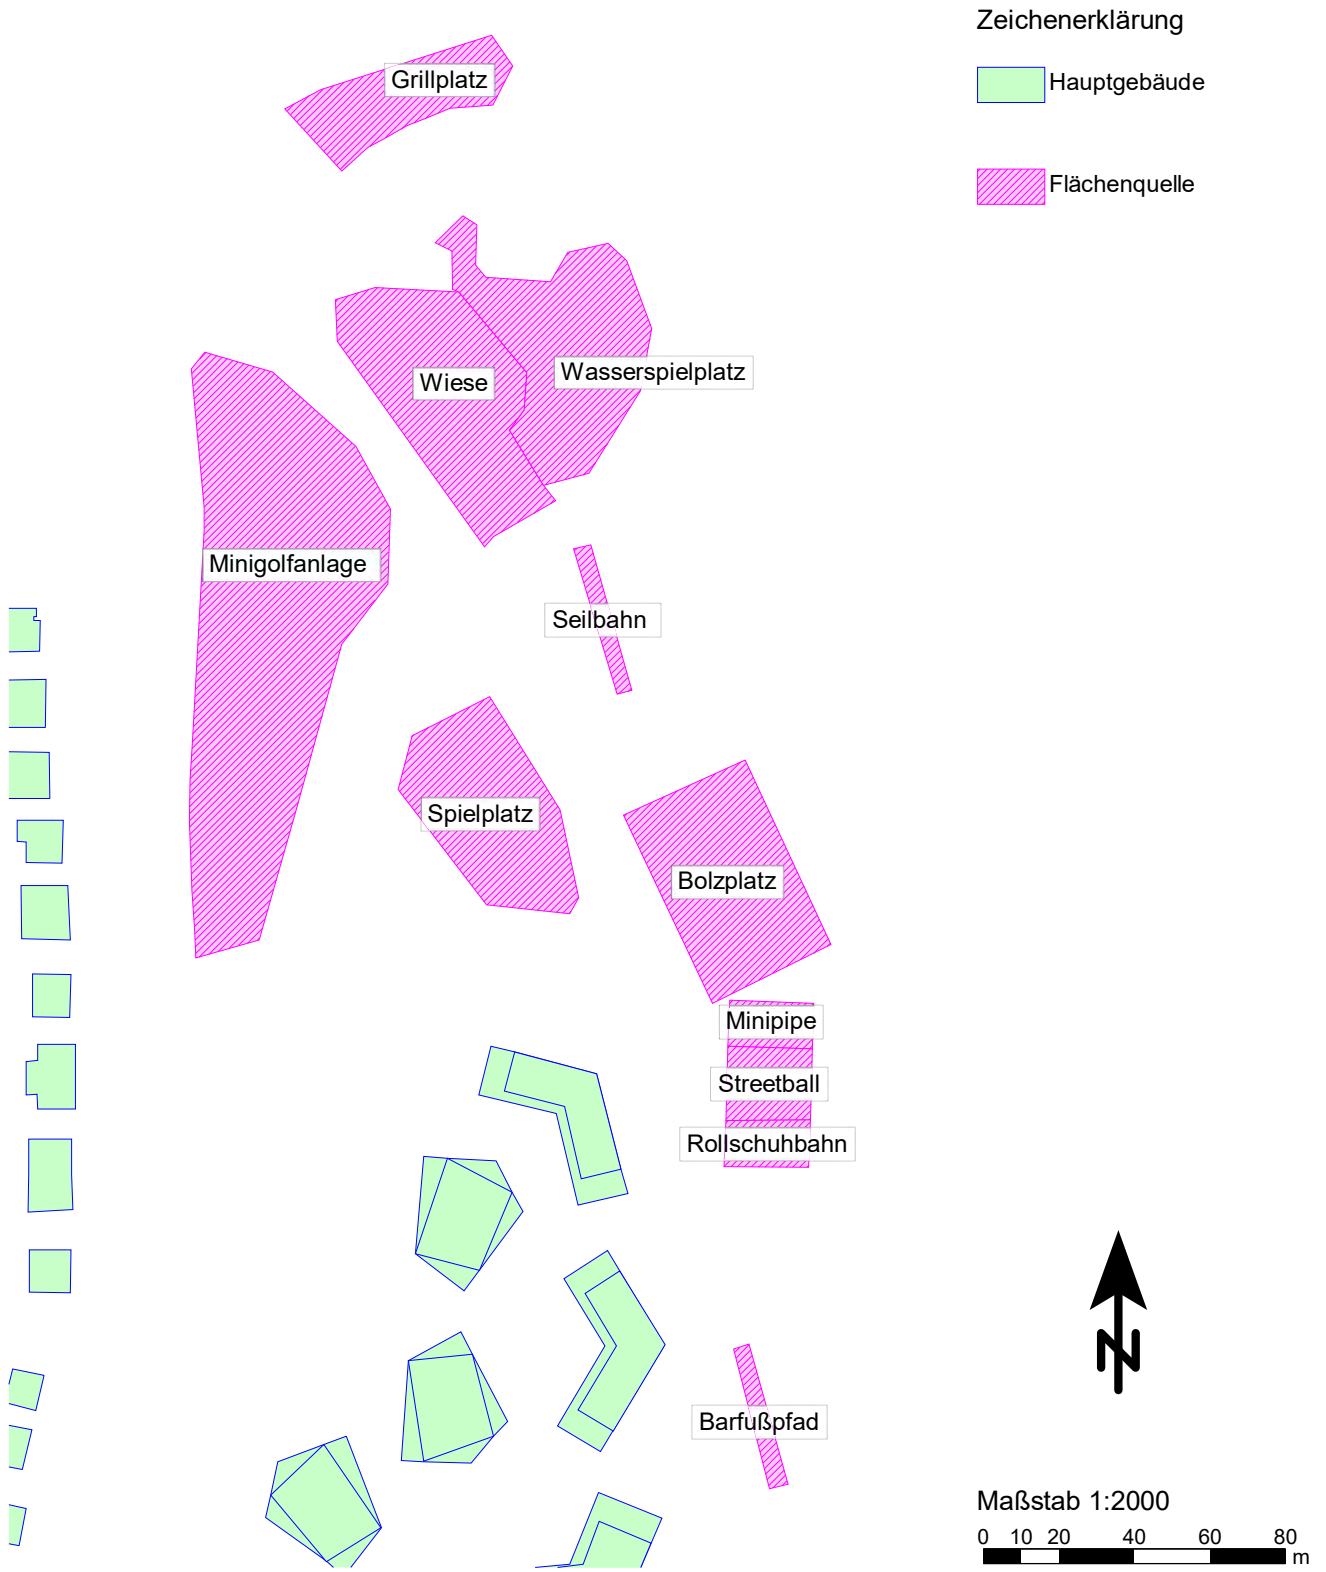 Zeichenerklärung
Hauptgebäude
Flächenquelle
Grillplatz
Wasserspielplatz
Wiese
Minigolfanlage
Seilbahn
Spielplatz
Bolzplatz
Minipipe
Streetball
Rollschuhbahn
Barfußpfad
N
Maßstab 1:2000
0 10 20 40 60 80
m